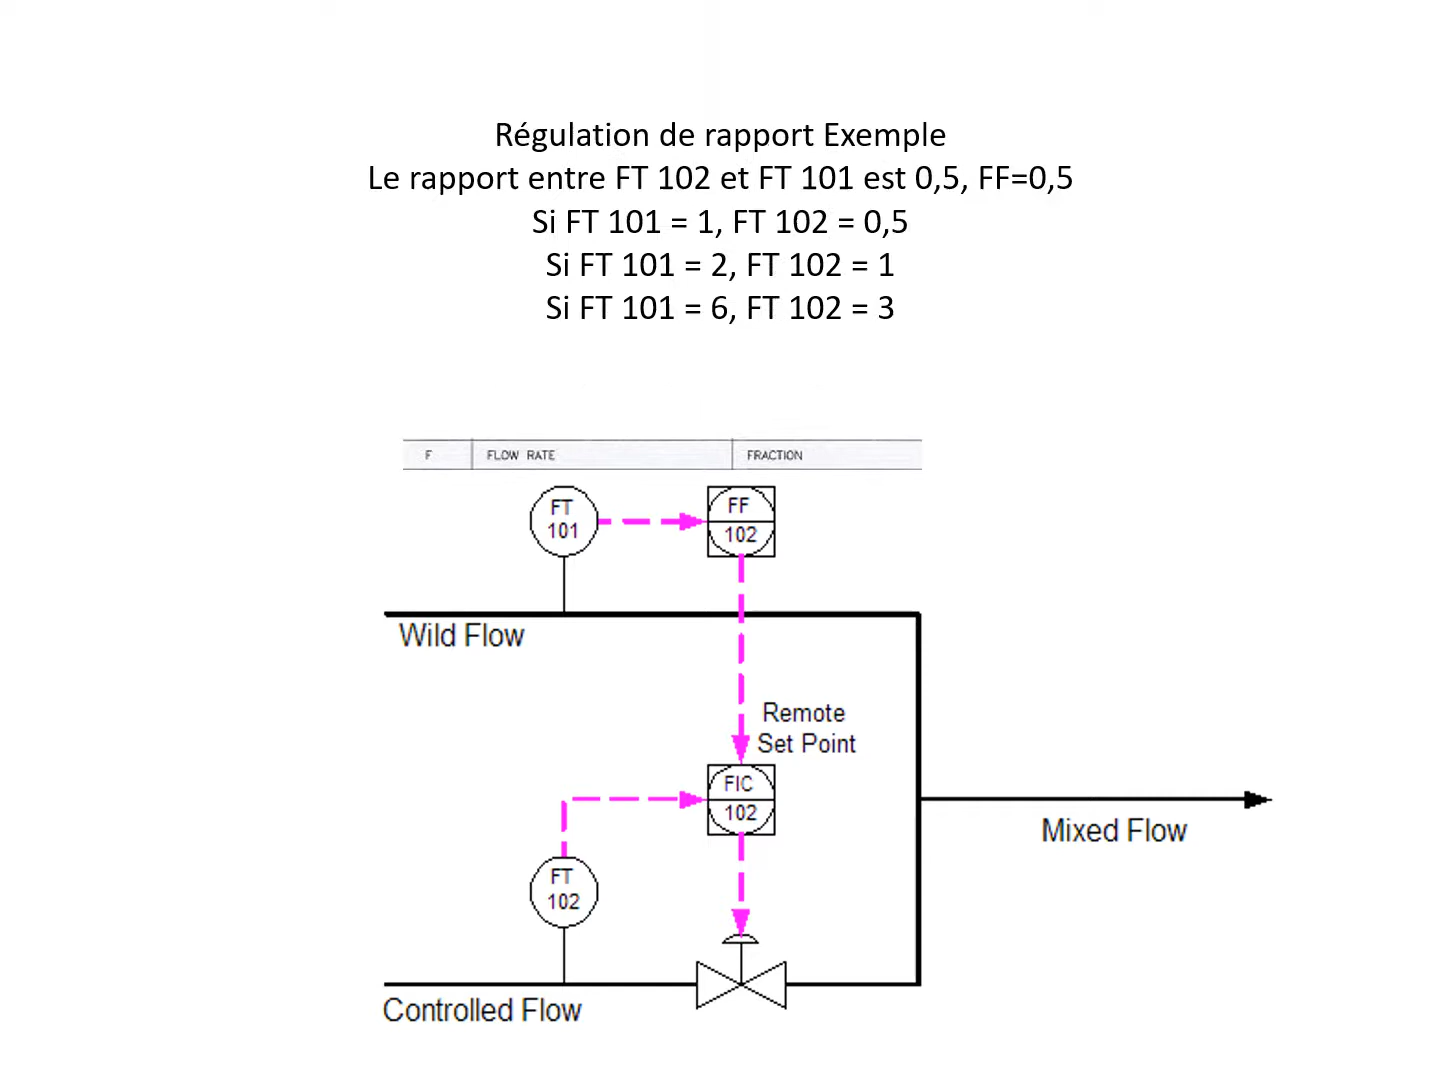 Régulation de rapport Exemple
Le rapport entre FT 102 et FT 101 est 0,5, FF=0,5
Si FT 101 = 1, FT 102 = 0,5
Si FT 101 = 2, FT 102 = 1
Si FT 101 = 6, FT 102 = 3
F FLOW RATE FRACTION
FT
101
FF
102
Wild Flow
Remote
Set Point
FIC
102
Mixed Flow
FT
102
Controlled Flow